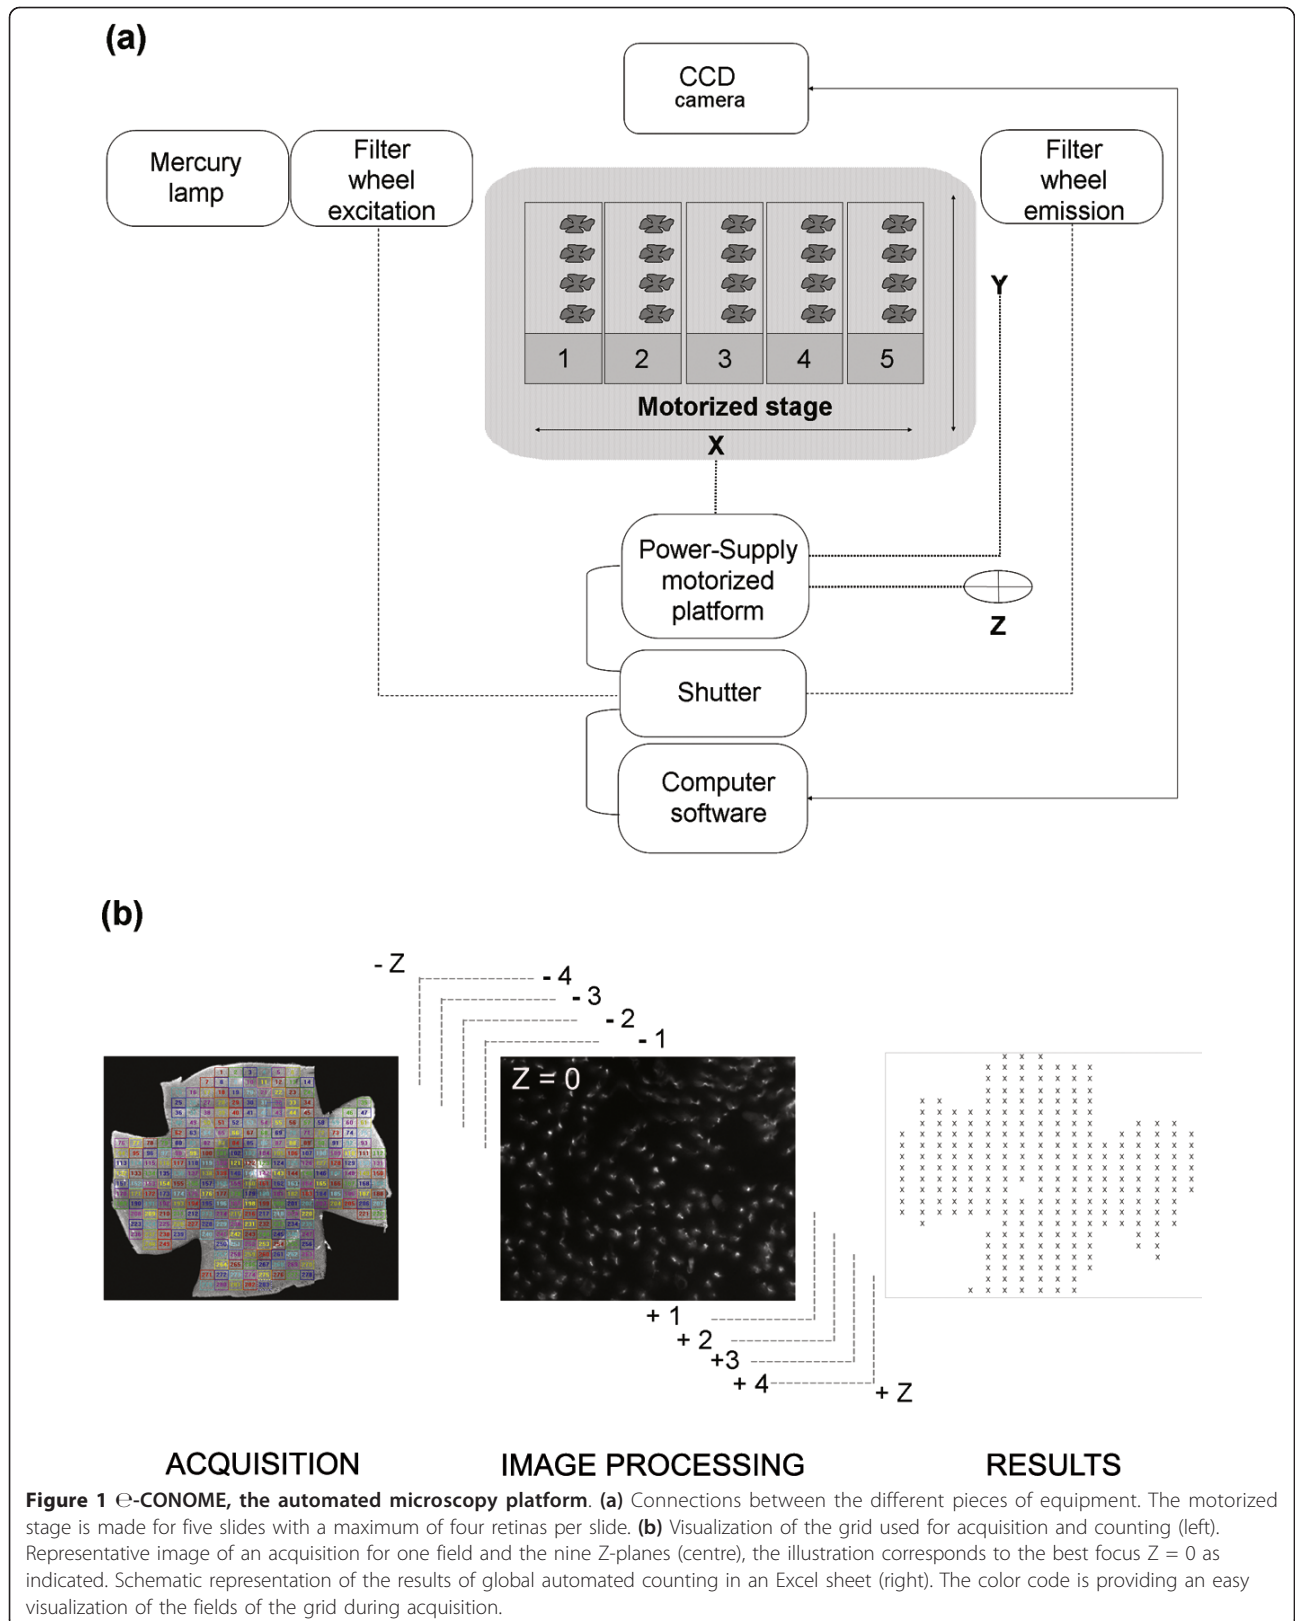 (a)
CCD
camera
Mercury
lamp
Filter
wheel
excitation
Filter
wheel
emission
Y
1 2 3 4 5
Motorized stage
X
Power-Supply
motorized
platform
Z
Shutter
Computer
software
(b)
- Z
- 4
- 3
- 2
- 1
Z = 0
+ 1
+ 2
+3
+ 4
+ Z
ACQUISITION IMAGE PROCESSING RESULTS
Figure 1 ℮-CONOME, the automated microscopy platform. (a) Connections between the different pieces of equipment. The motorized
stage is made for five slides with a maximum of four retinas per slide. (b) Visualization of the grid used for acquisition and counting (left).
Representative image of an acquisition for one field and the nine Z-planes (centre), the illustration corresponds to the best focus Z = 0 as
indicated. Schematic representation of the results of global automated counting in an Excel sheet (right). The color code is providing an easy
visualization of the fields of the grid during acquisition.